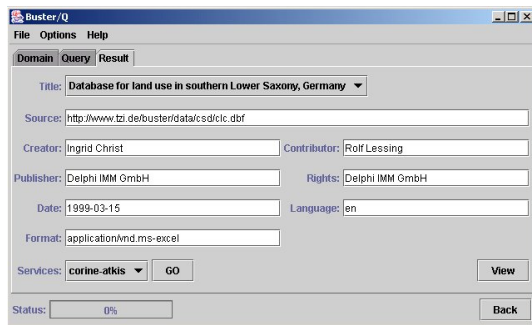 Buster/Q
File Options Help
Domain Query Result
Title: Database for land use in southern Lower Saxony, Germany
Source: http://www.tzi.de/buster/data/csd/clc.dbf
Creator: Ingrid Christ Contributor: Rolf Lessing
Publisher: Delphi IMM GmbH Rights: Delphi IMM GmbH
Date: 1999-03-15 Language: en
Format: application/vnd.ms-excel
Services: corine-atkis GO View
Status: 0% Back